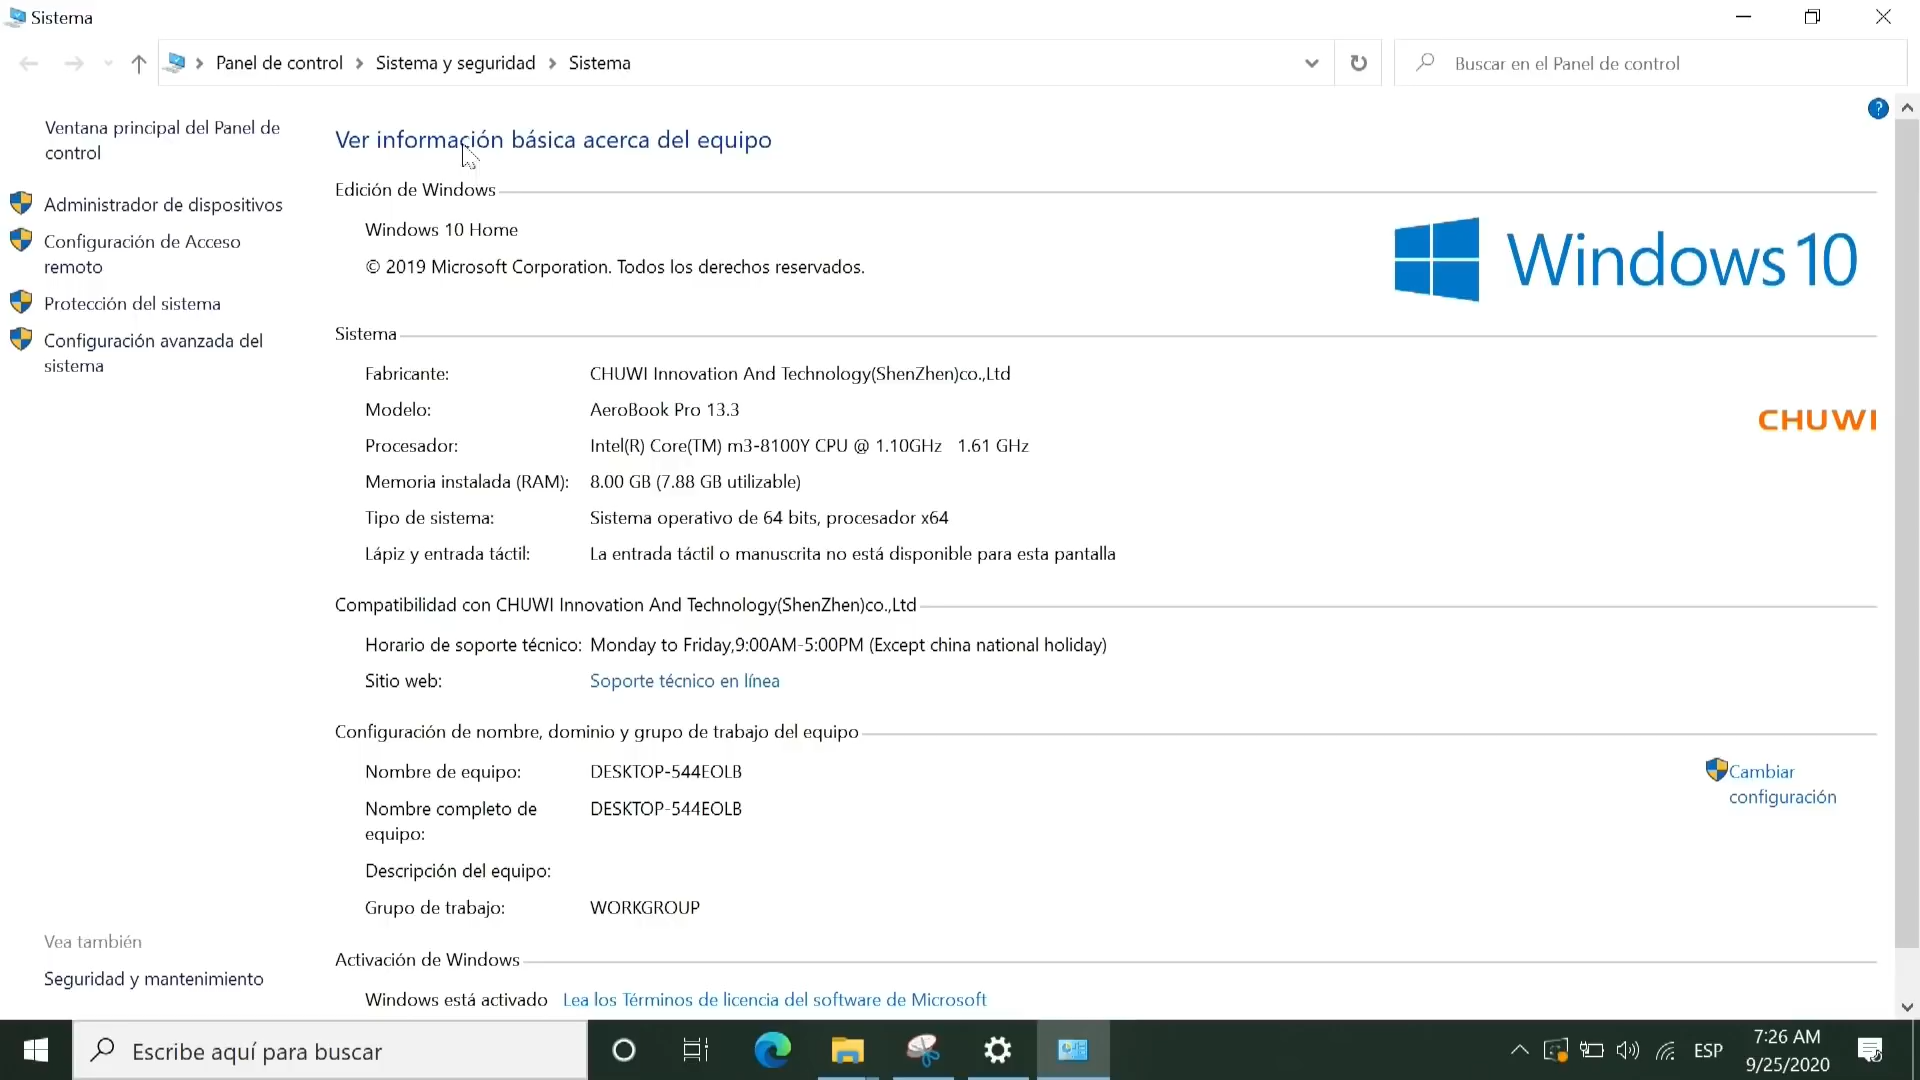 Sistema
Panel de control > Sistema y seguridad > Sistema
Buscar en el Panel de control
?
Ventana principal del Panel de
control
Administrador de dispositivos
Configuración de Acceso
remoto
Protección del sistema
Configuración avanzada del
sistema
Vea también
Seguridad y mantenimiento
Ver información básica acerca del equipo
Edición de Windows
Windows 10 Home
© 2019 Microsoft Corporation. Todos los derechos reservados.
Windows 10
Sistema
Fabricante: CHUWI Innovation And Technology(ShenZhen)co.,Ltd
Modelo: AeroBook Pro 13.3
CHUWI
Procesador: Intel(R) Core(TM) m3-8100Y CPU @ 1.10GHz 1.61 GHz
Memoria instalada (RAM): 8.00 GB (7.88 GB utilizable)
Tipo de sistema: Sistema operativo de 64 bits, procesador x64
Lápiz y entrada táctil: La entrada táctil o manuscrita no está disponible para esta pantalla
Compatibilidad con CHUWI Innovation And Technology(ShenZhen)co.,Ltd
Horario de soporte técnico: Monday to Friday,9:00AM-5:00PM (Except china national holiday)
Sitio web: Soporte técnico en línea
Configuración de nombre, dominio y grupo de trabajo del equipo
Nombre de equipo: DESKTOP-544EOLB
Cambiar
configuración
Nombre completo de DESKTOP-544EOLB
equipo:
Descripción del equipo:
Grupo de trabajo: WORKGROUP
Activación de Windows
Windows está activado Lea los Términos de licencia del software de Microsoft
Escribe aquí para buscar
ESP
7:26 AM
9/25/2020